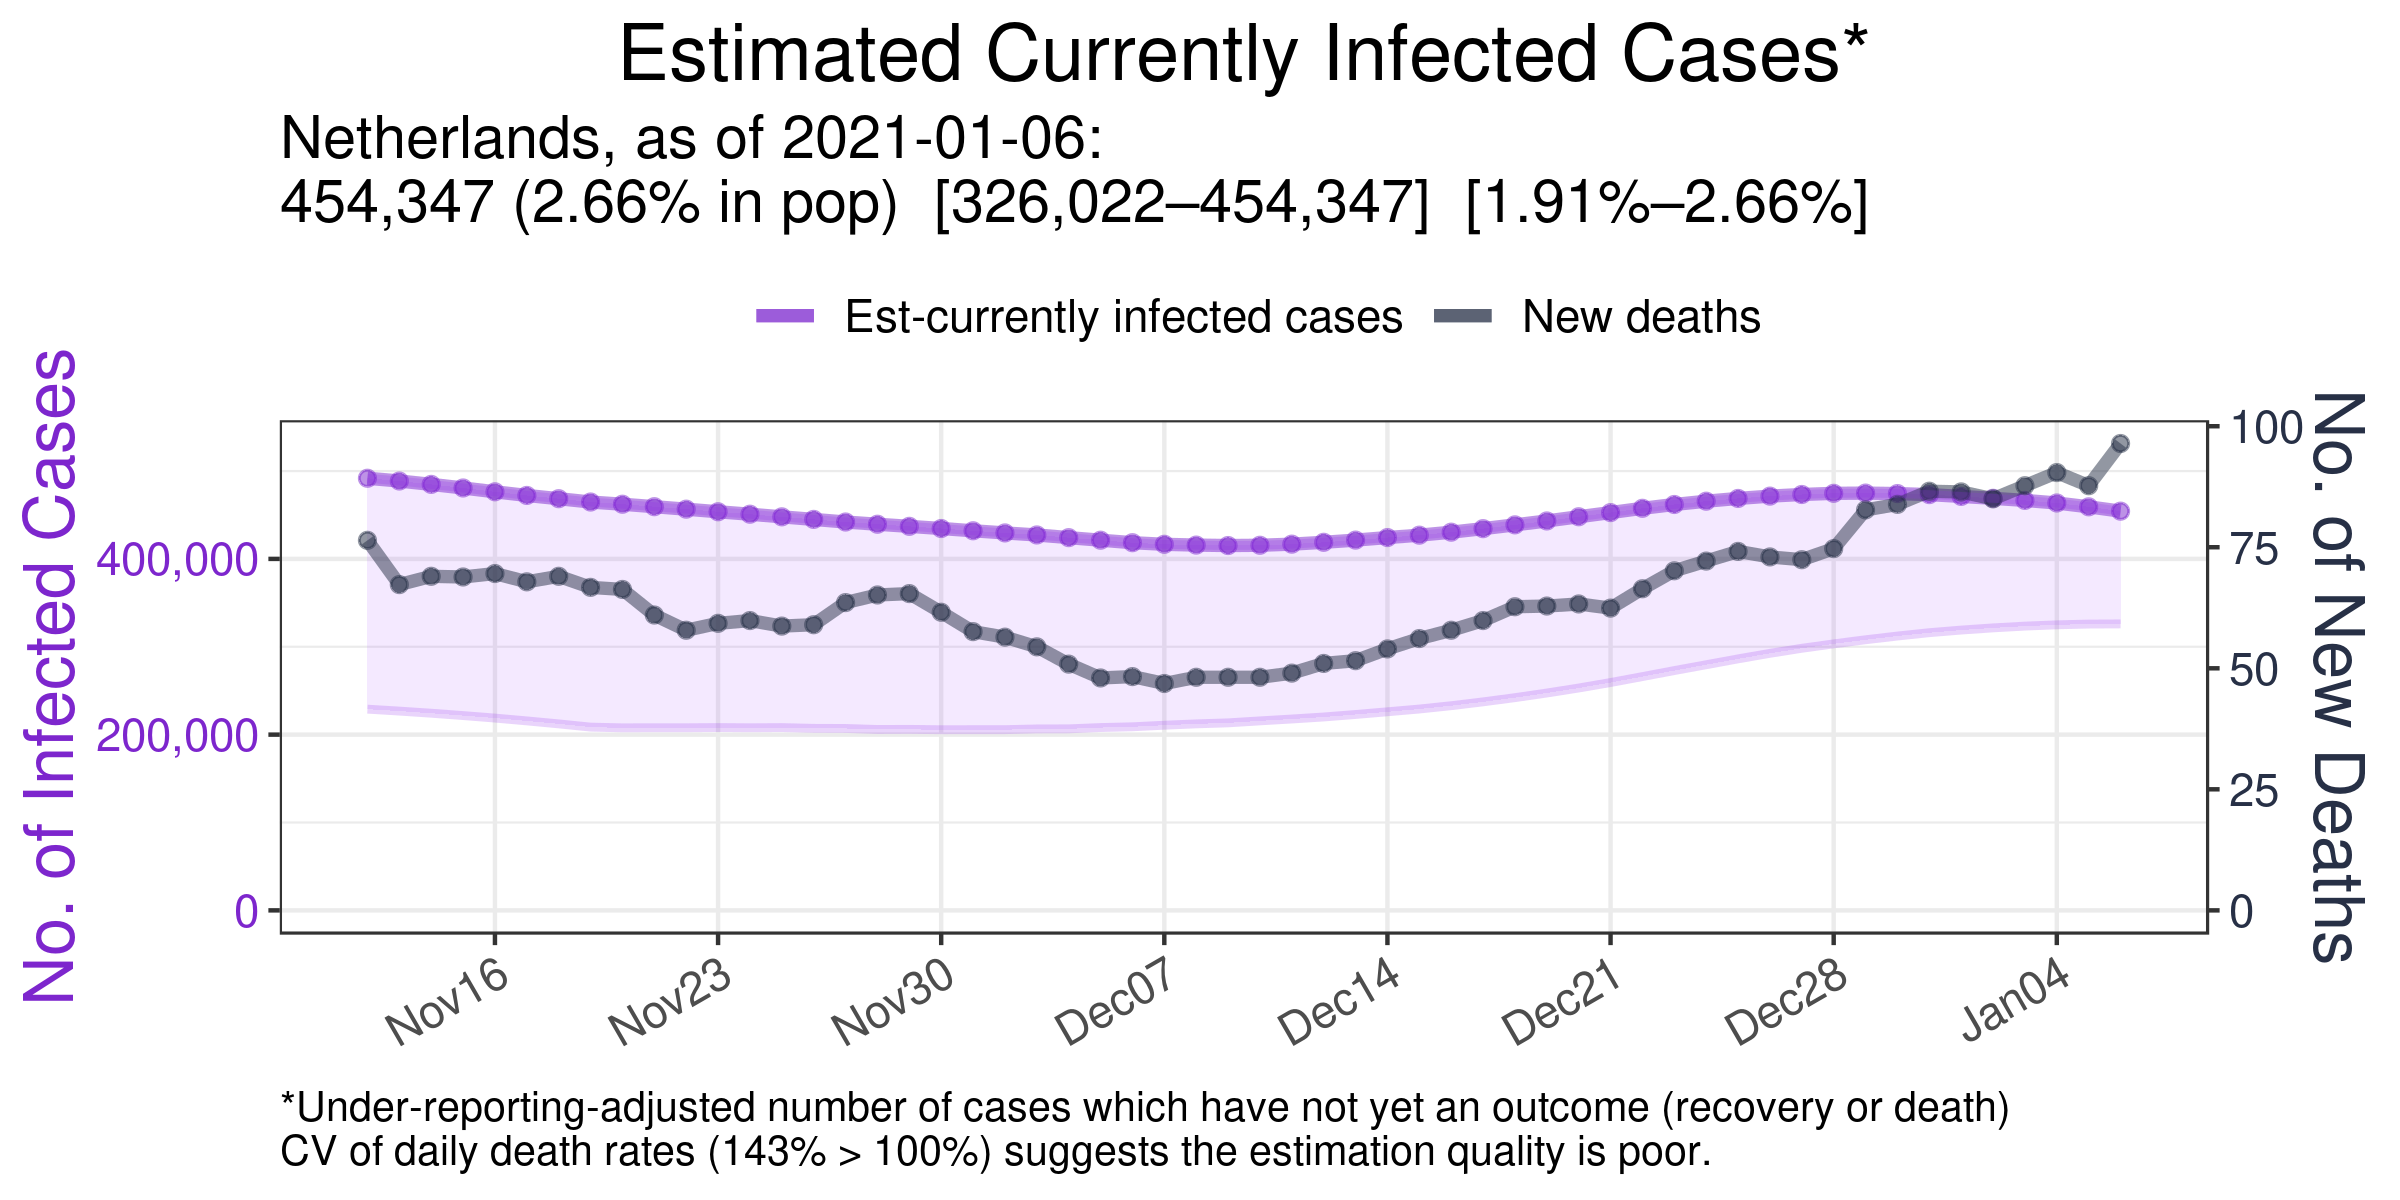 Estimated Currently Infected Cases*
Netherlands, as of 2021-01-06:
454,347 (2.66% in pop)  [326,022–454,347]  [1.91%–2.66%]
Est-currently infected cases
New deaths
No. of Infected Cases
400,000
200,000
0
100
75
50
25
0
No. of New Deaths
Nov16
Nov23
Nov30
Dec07
Dec14
Dec21
Dec28
Jan04
*Under-reporting-adjusted number of cases which have not yet an outcome (recovery or death)
CV of daily death rates (143% > 100%) suggests the estimation quality is poor.